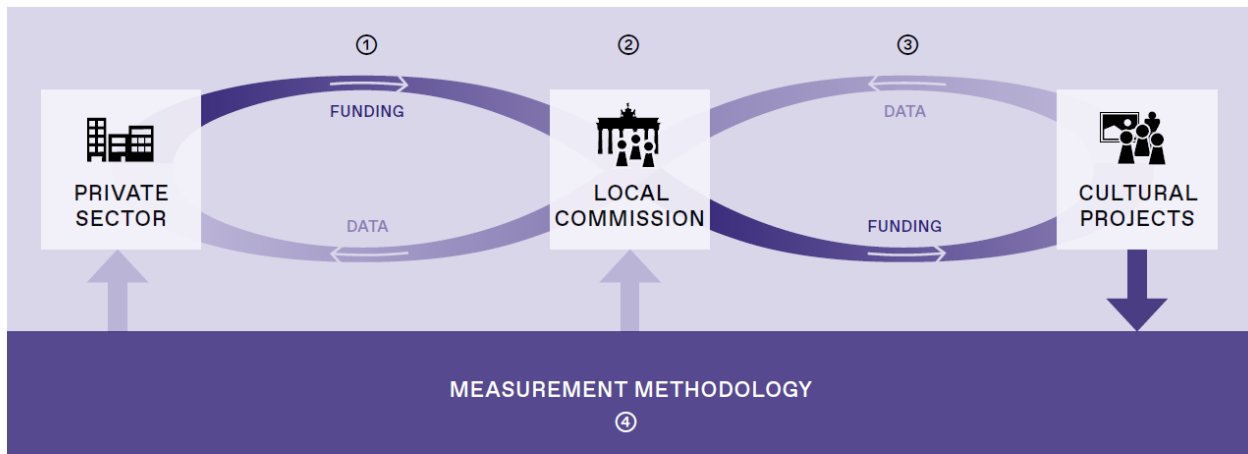 ①
②
③
FUNDING
DATA
PRIVATE
SECTOR
LOCAL
COMMISSION
CULTURAL
PROJECTS
DATA
FUNDING
MEASUREMENT METHODOLOGY
④